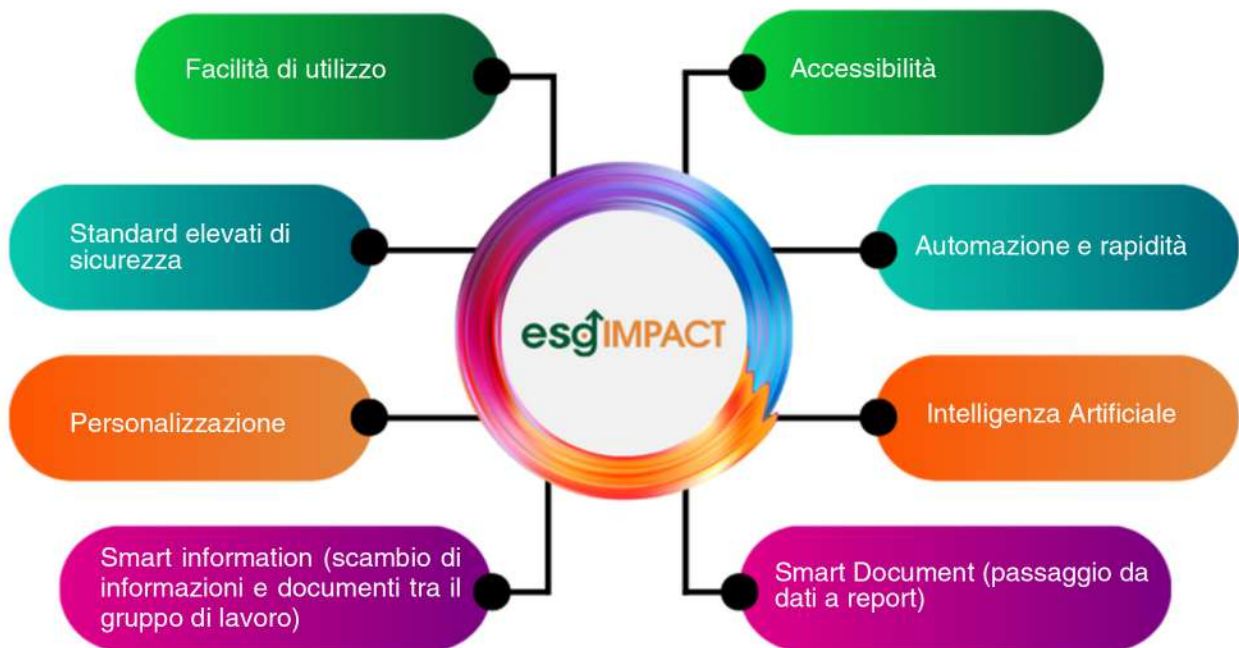 Facilità di utilizzo
Accessibilità
Standard elevati di
sicurezza
Automazione e rapidità
esgIMPACT
Personalizzazione
Intelligenza Artificiale
Smart information (scambio di
informazioni e documenti tra il
gruppo di lavoro)
Smart Document (passaggio da
dati a report)